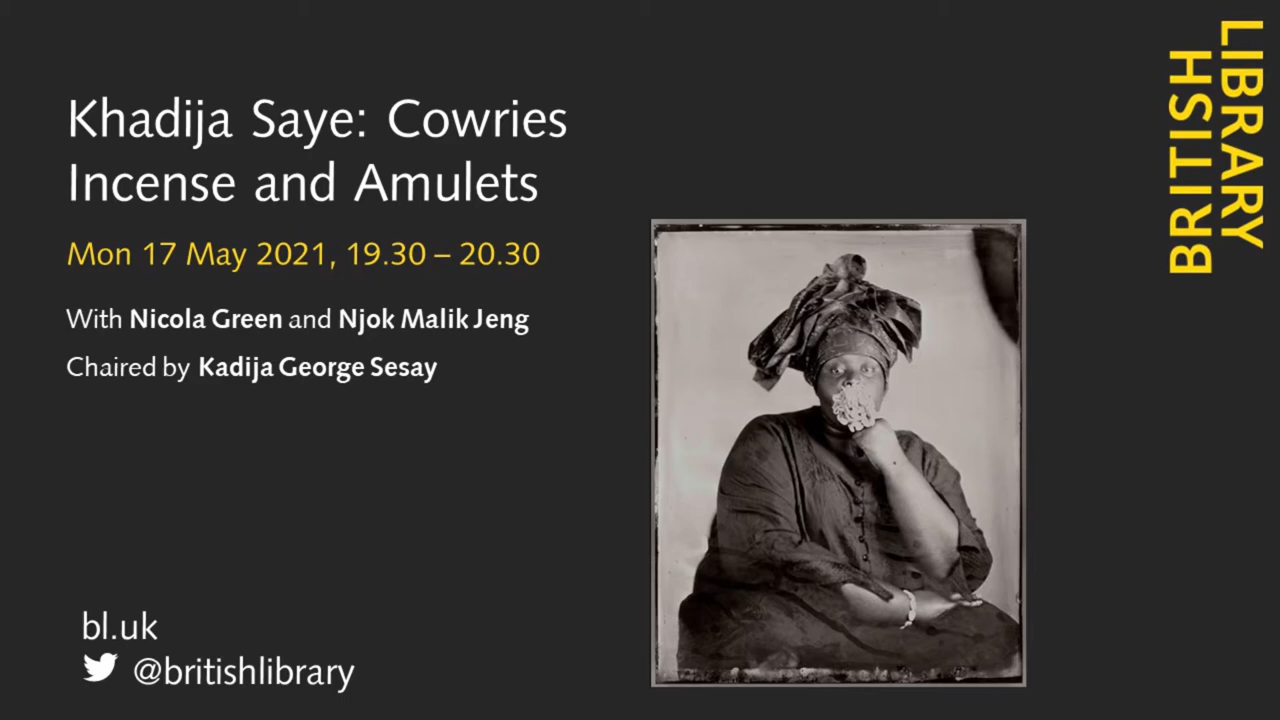 Khadija Saye: Cowries
Incense and Amulets
Mon 17 May 2021, 19.30 – 20.30
With Nicola Green and Njok Malik Jeng
Chaired by Kadija George Sesay
bl.uk
@britishlibrary
BRITISH
LIBRARY